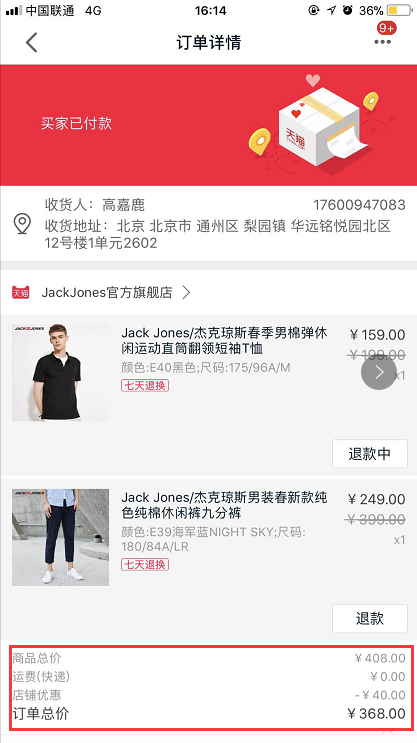 中国联通 4G 16:14 36%
订单详情
9+
买家已付款
天猫
收货人：高嘉鹿 17600947083
收货地址：北京 北京市 通州区 梨园镇 华远铭悦园北区
12号楼1单元2602
天猫 JackJones官方旗舰店
JACK JONES
Jack Jones/杰克琼斯春季男棉弹休 ￥159.00
闲运动直筒翻领短袖T恤 ￥199.00
颜色:E40黑色;尺码:175/96A/M x1
七天退换
退款中
JACK JONES
Jack Jones/杰克琼斯男装春新款纯 ￥249.00
色纯棉休闲裤九分裤 ￥399.00
颜色:E39海军蓝NIGHT SKY;尺码: x1
180/84A/LR
七天退换
退款
商品总价 ￥408.00
运费(快递) ￥0.00
店铺优惠 -￥40.00
订单总价 ￥368.00